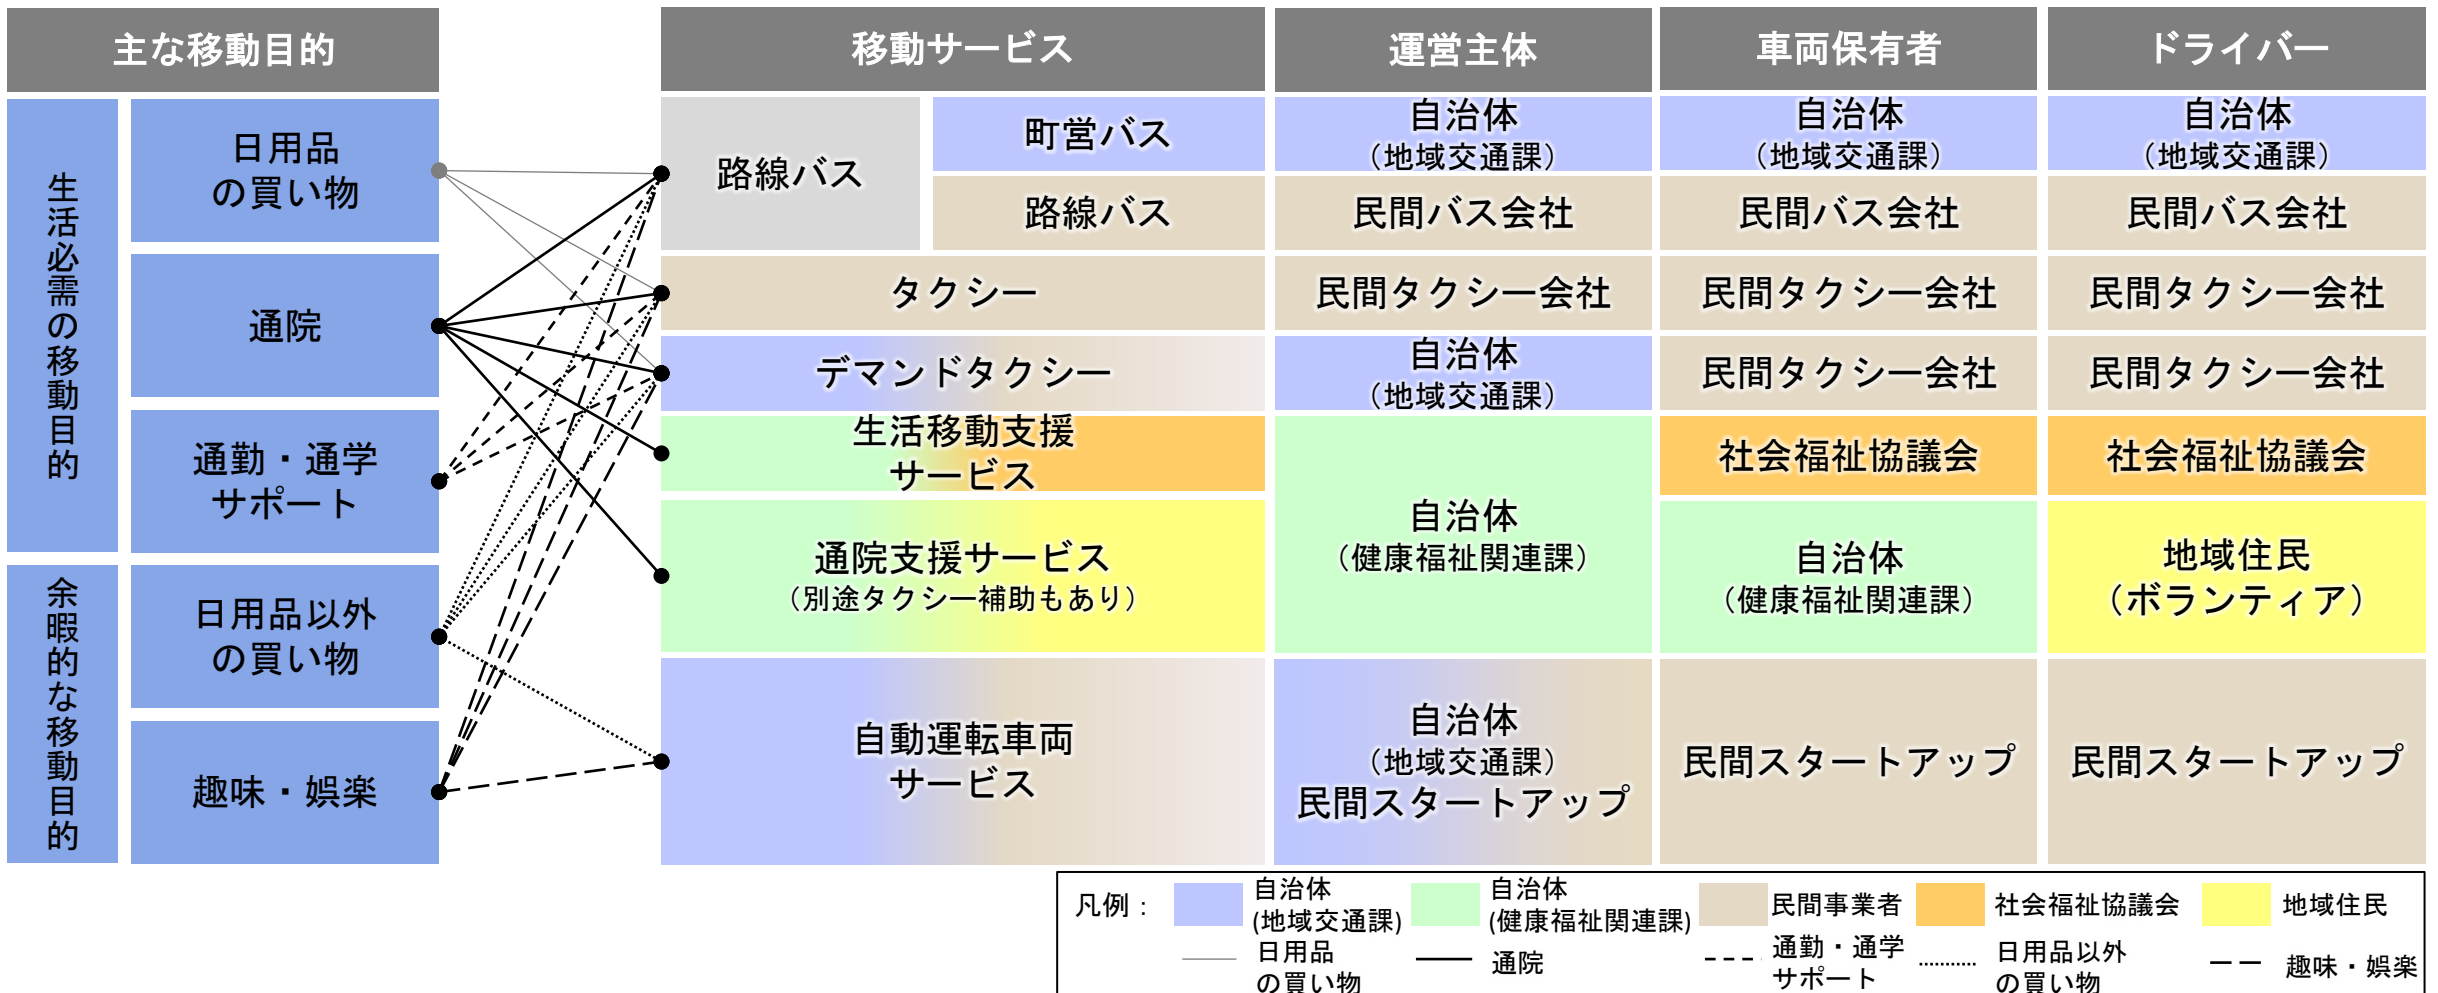 主な移動目的
移動サービス
運営主体
車両保有者
ドライバー
生活必需の移動目的
日用品
の買い物
通院
通勤・通学
サポート
余暇的な移動目的
日用品以外
の買い物
趣味・娯楽
路線バス
町営バス
自治体
（地域交通課）
自治体
（地域交通課）
自治体
（地域交通課）
路線バス
民間バス会社
民間バス会社
民間バス会社
タクシー
民間タクシー会社
民間タクシー会社
民間タクシー会社
デマンドタクシー
自治体
（地域交通課）
民間タクシー会社
民間タクシー会社
生活移動支援
サービス
自治体
（健康福祉関連課）
社会福祉協議会
社会福祉協議会
通院支援サービス
（別途タクシー補助もあり）
自治体
（健康福祉関連課）
地域住民
（ボランティア）
自動運転車両
サービス
自治体
（地域交通課）
民間スタートアップ
民間スタートアップ
民間スタートアップ
凡例：
自治体
(地域交通課)
自治体
(健康福祉関連課)
民間事業者
社会福祉協議会
地域住民
日用品
の買い物
通院
通勤・通学
サポート
日用品以外
の買い物
趣味・娯楽